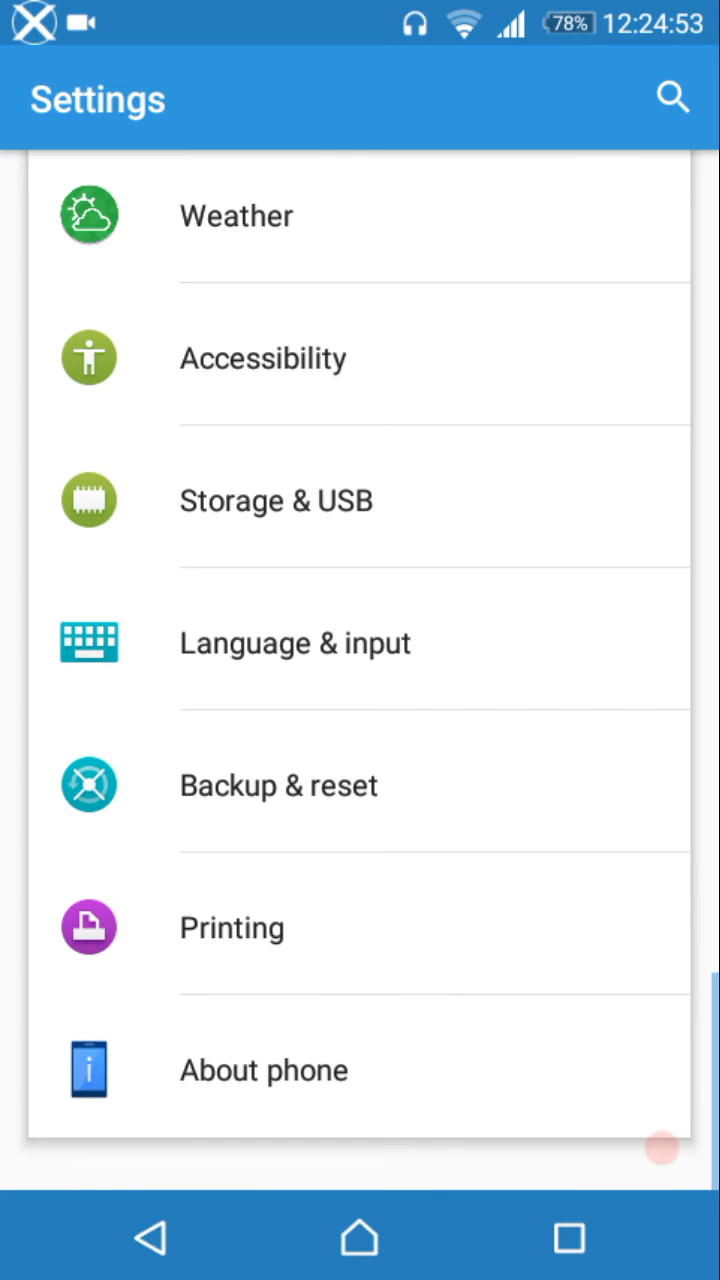 78% 12:24:53
Settings
Weather
Accessibility
Storage & USB
Language & input
Backup & reset
Printing
About phone